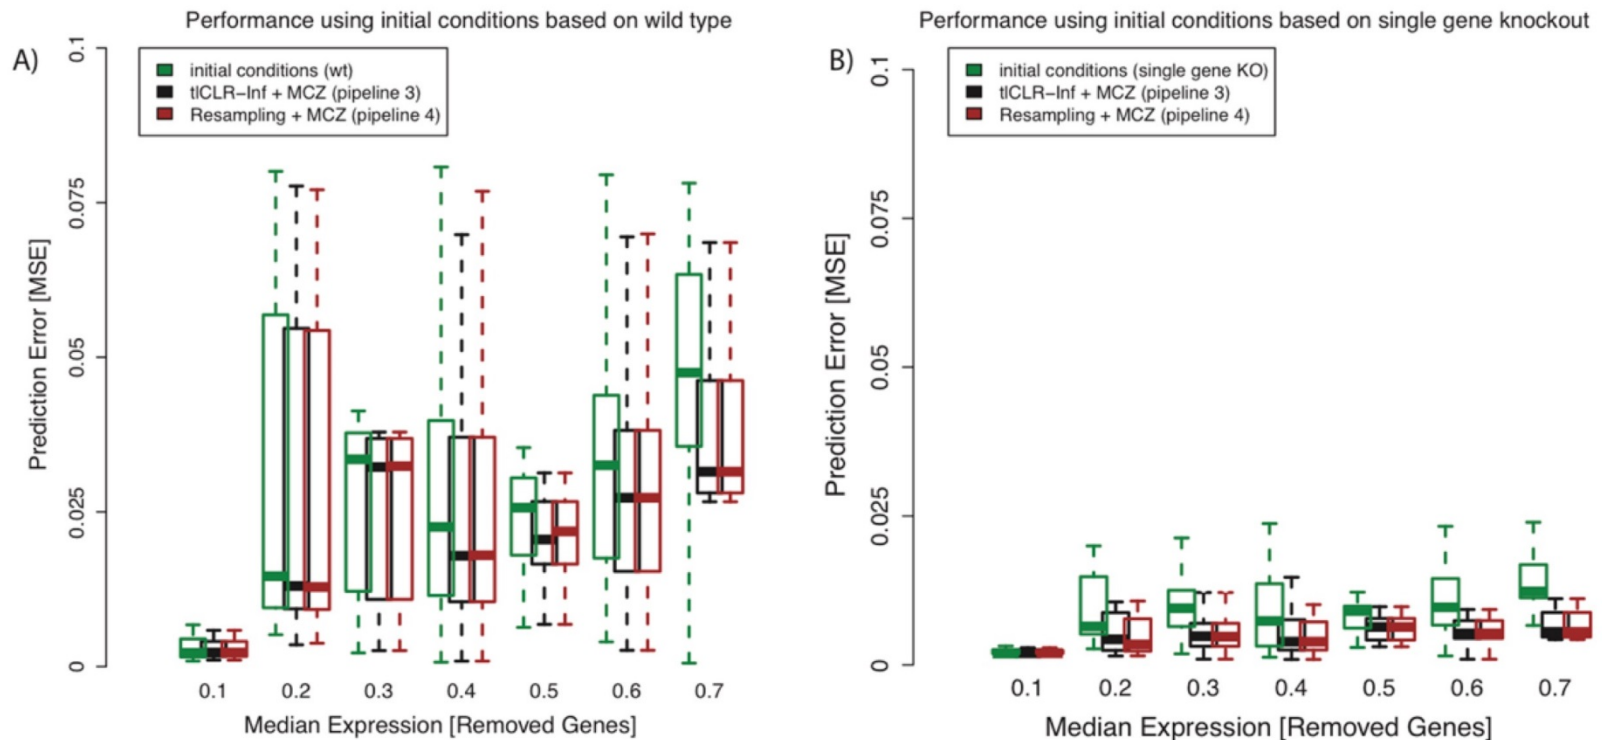 Performance using initial conditions based on wild type
A)
initial conditions (wt)
tlCLR-Inf + MCZ (pipeline 3)
Resampling + MCZ (pipeline 4)
Prediction Error [MSE]
0.1
0.075
0.05
0.025
0
0.1 0.2 0.3 0.4 0.5 0.6 0.7
Median Expression [Removed Genes]
Performance using initial conditions based on single gene knockout
B)
initial conditions (single gene KO)
tlCLR-Inf + MCZ (pipeline 3)
Resampling + MCZ (pipeline 4)
Prediction Error [MSE]
0.1
0.075
0.05
0.025
0
0.1 0.2 0.3 0.4 0.5 0.6 0.7
Median Expression [Removed Genes]